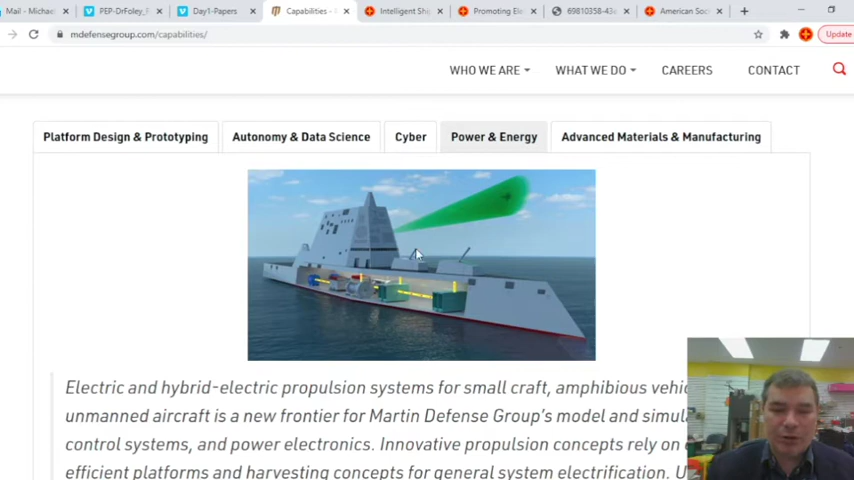 Mail - Michae
PEP-DrFoley_F
Day1-Papers
Capabilities -
Intelligent Ship
Promoting Ele
69810358-43e
American Soc
mdefensegroup.com/capabilities/
Update
WHO WE ARE
WHAT WE DO
CAREERS
CONTACT
Platform Design & Prototyping
Autonomy & Data Science
Cyber
Power & Energy
Advanced Materials & Manufacturing
Electric and hybrid-electric propulsion systems for small craft, amphibious vehic
unmanned aircraft is a new frontier for Martin Defense Group's model and simul
control systems, and power electronics. Innovative propulsion concepts rely on
efficient platforms and harvesting concepts for general system electrification. U